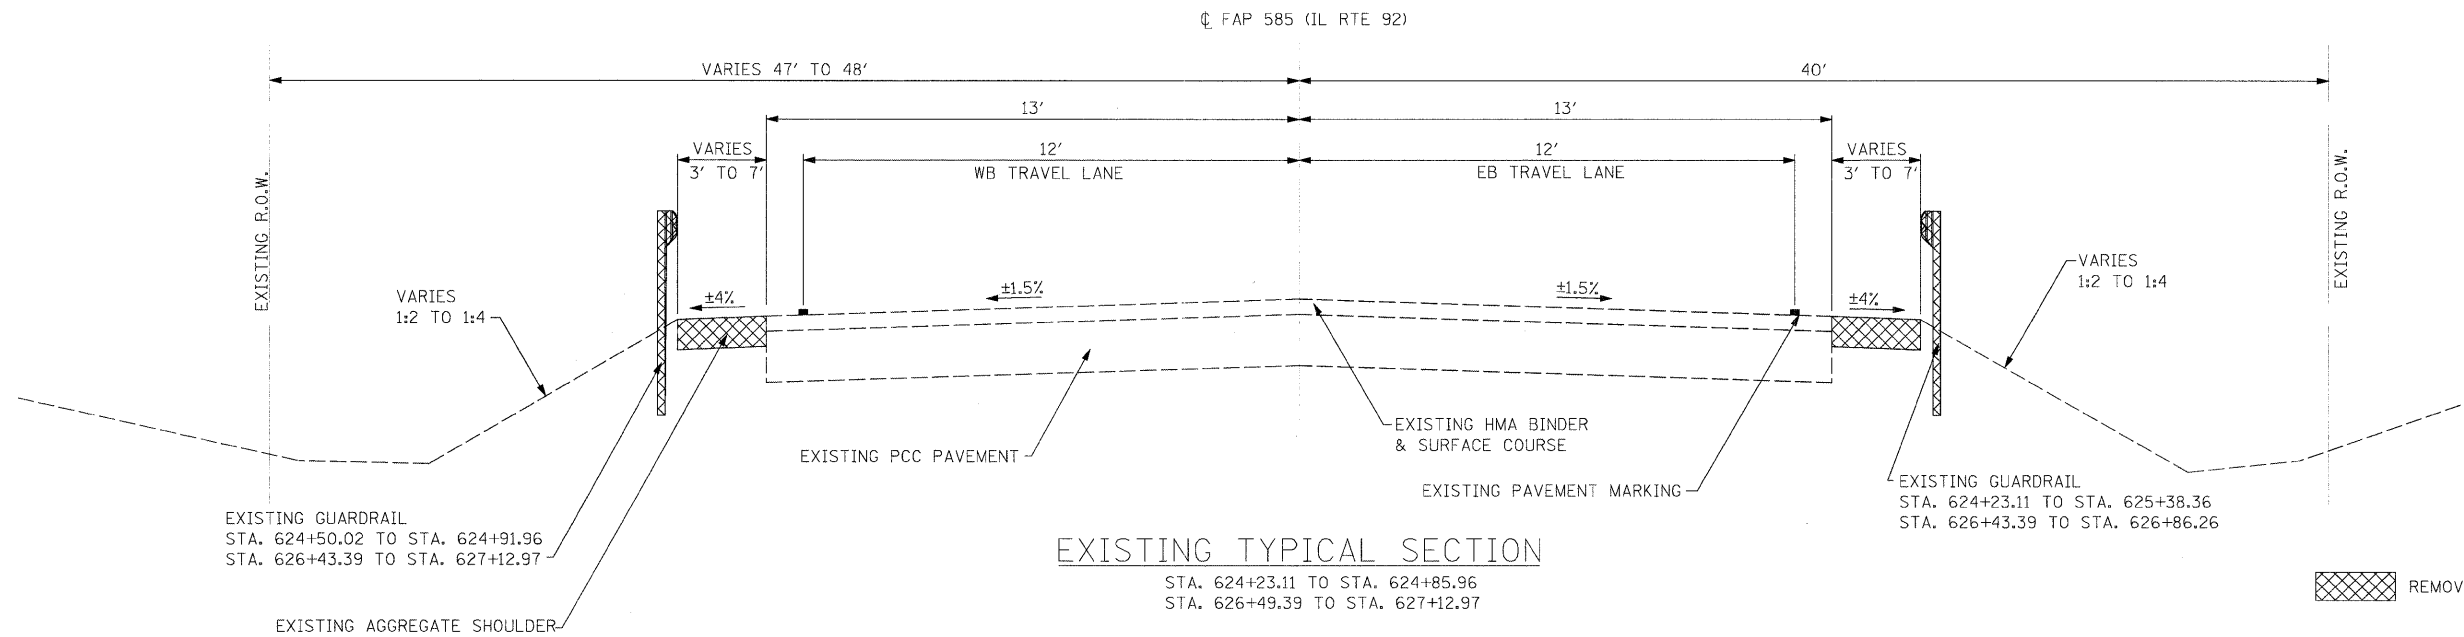 ℄ FAP 585 (IL RTE 92)
VARIES 47' TO 48'
40'
13'
13'
VARIES
3' TO 7'
12'
WB TRAVEL LANE
12'
EB TRAVEL LANE
VARIES
3' TO 7'
EXISTING R.O.W.
EXISTING R.O.W.
VARIES
1:2 TO 1:4
±4%
±1.5%
±1.5%
±4%
VARIES
1:2 TO 1:4
EXISTING PCC PAVEMENT
EXISTING HMA BINDER
& SURFACE COURSE
EXISTING PAVEMENT MARKING
EXISTING GUARDRAIL
STA. 624+50.02 TO STA. 624+91.96
STA. 626+43.39 TO STA. 627+12.97
EXISTING GUARDRAIL
STA. 624+23.11 TO STA. 625+38.36
STA. 626+43.39 TO STA. 626+86.26
EXISTING AGGREGATE SHOULDER
EXISTING TYPICAL SECTION
STA. 624+23.11 TO STA. 624+85.96
STA. 626+49.39 TO STA. 627+12.97
REMOV